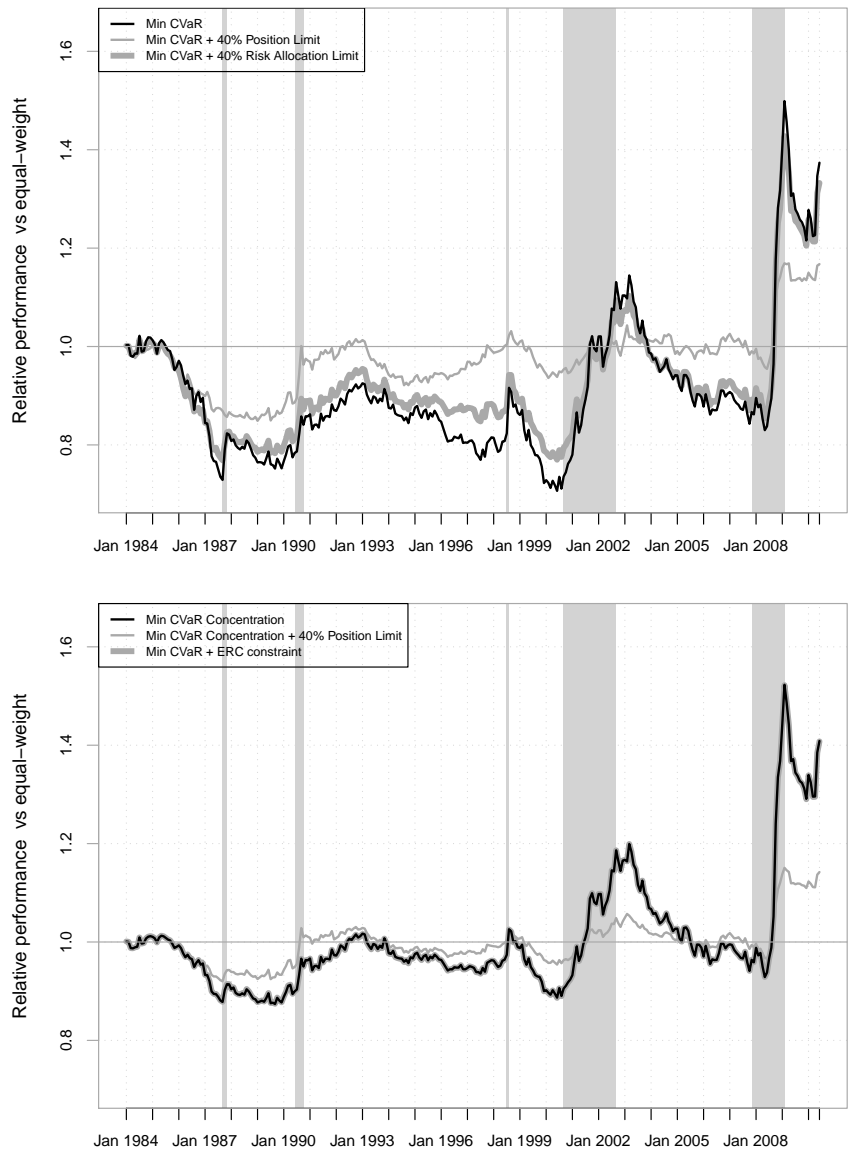 Min CVaR
Min CVaR + 40% Position Limit
Min CVaR + 40% Risk Allocation Limit
Relative performance vs equal−weight
1.6
1.4
1.2
1.0
0.8
Jan 1984 Jan 1987 Jan 1990 Jan 1993 Jan 1996 Jan 1999 Jan 2002 Jan 2005 Jan 2008
Min CVaR Concentration
Min CVaR Concentration + 40% Position Limit
Min CVaR + ERC constraint
Relative performance vs equal−weight
1.6
1.4
1.2
1.0
0.8
Jan 1984 Jan 1987 Jan 1990 Jan 1993 Jan 1996 Jan 1999 Jan 2002 Jan 2005 Jan 2008